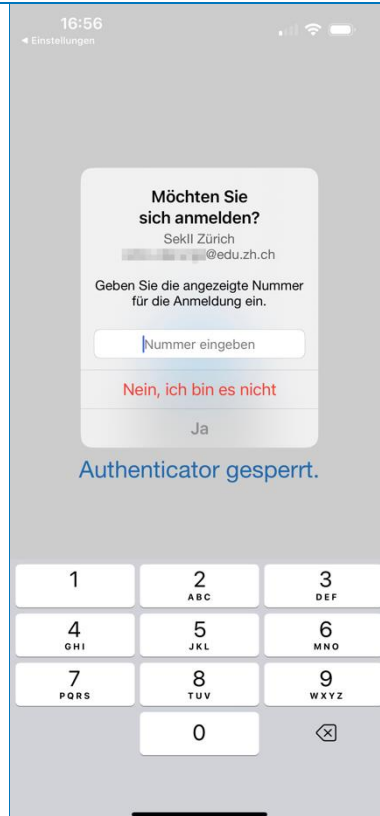 16:56
◀ Einstellungen
Möchten Sie
sich anmelden?
SekII Zürich
@edu.zh.ch
Geben Sie die angezeigte Nummer
für die Anmeldung ein.
Nummer eingeben
Nein, ich bin es nicht
Ja
Authenticator gesperrt.
1 2 3
ABC DEF
4 5 6
GHI JKL MNO
7 8 9
PQRS TUV WXYZ
0